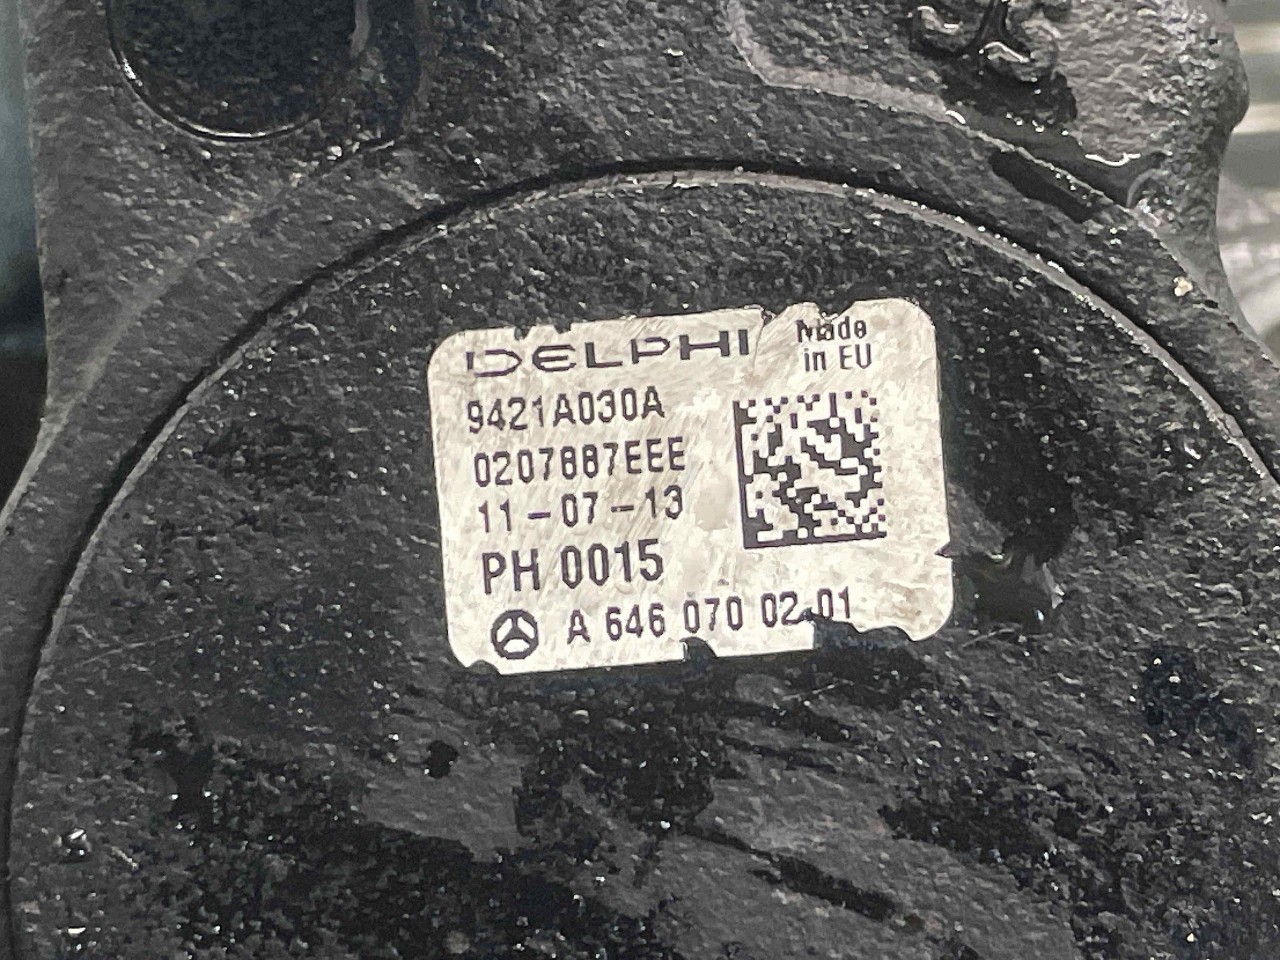 DELPHI
Made in EU
9421A030A
0207887EEE
11-07-13
PH 0015
A 646 070 02 01